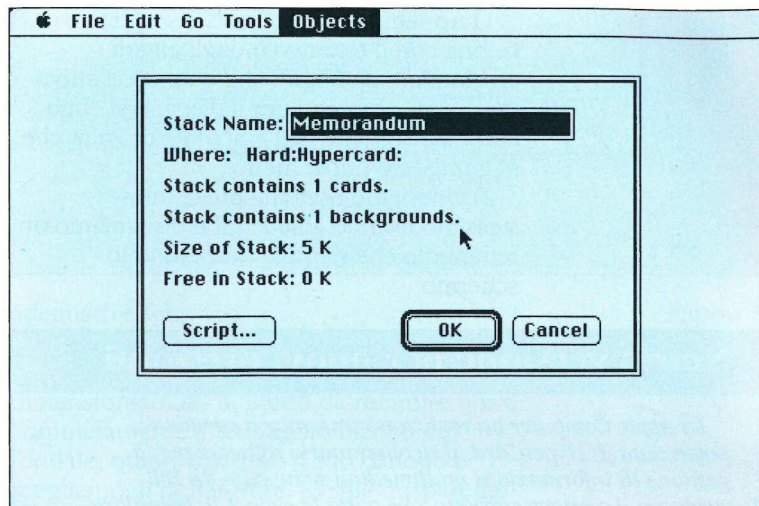 File Edit Go Tools Objects
Stack Name: Memorandum
Where: Hard:Hypercard:
Stack contains 1 cards.
Stack contains 1 backgrounds.
Size of Stack: 5 K
Free in Stack: 0 K
Script... OK Cancel